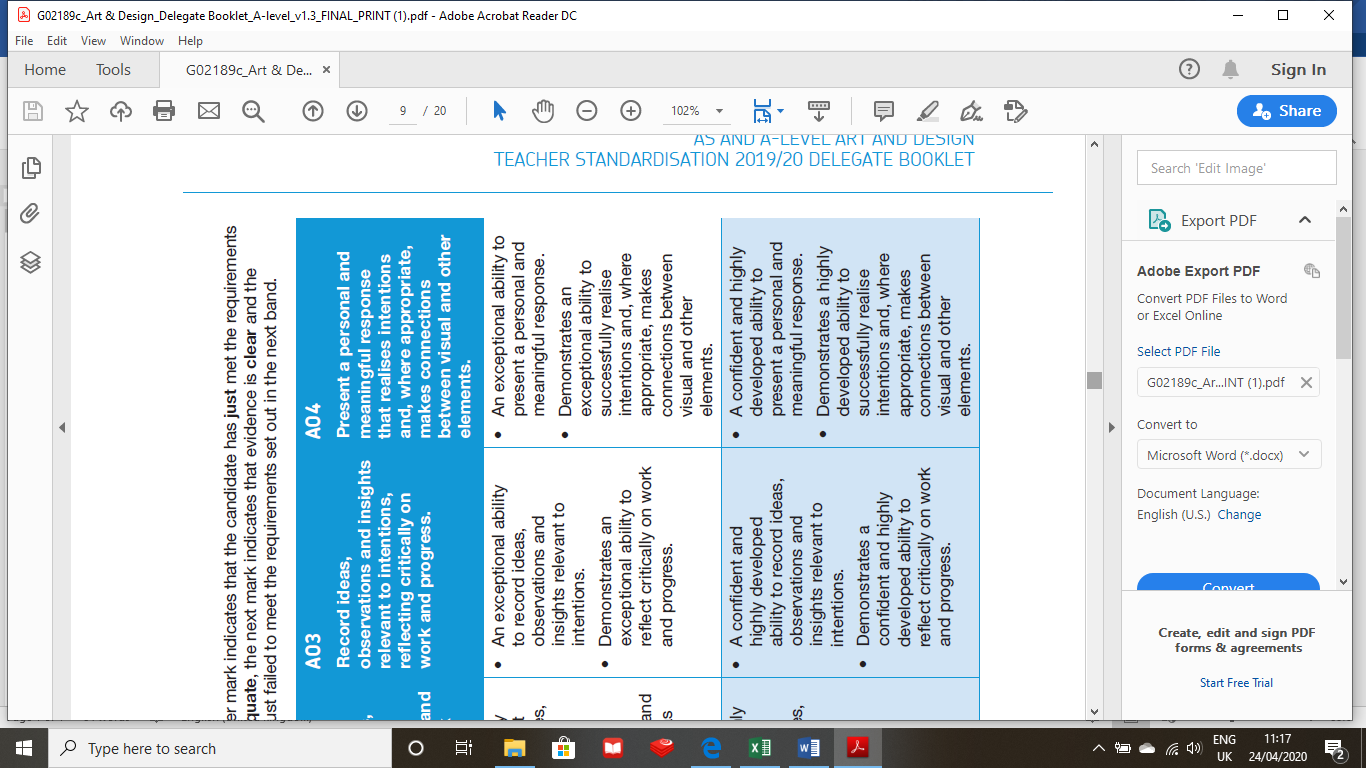 G02189c_Art & Design_Delegate Booklet_A-level_v1.3_FINAL_PRINT (1).pdf - Adobe Acrobat Reader DC
File Edit View Window Help
Home Tools G02189c_Art & De... ×
Sign In
9 / 20
102%
Share
AS AND A-LEVEL ART AND DESIGN
TEACHER STANDARDISATION 2019/20 DELEGATE BOOKLET
er mark indicates that the candidate has just met the requirements
quate, the next mark indicates that evidence is clear and the
ust failed to meet the requirements set out in the next band.
AO3
Record ideas,
observations and insights
relevant to intentions,
reflecting critically on
work and progress.
AO4
Present a personal and
meaningful response
that realises intentions
and, where appropriate,
makes connections
between visual and other
elements.
• An exceptional ability
to record ideas,
observations and
insights relevant to
intentions.
• Demonstrates an
exceptional ability to
reflect critically on work
and progress.
• An exceptional ability to
present a personal and
meaningful response.
• Demonstrates an
exceptional ability to
successfully realise
intentions and, where
appropriate, makes
connections between
visual and other
elements.
• A confident and
highly developed
ability to record ideas,
observations and
insights relevant to
intentions.
• Demonstrates a
confident and highly
developed ability to
reflect critically on work
and progress.
• A confident and highly
developed ability to
present a personal and
meaningful response.
• Demonstrates a highly
developed ability to
successfully realise
intentions and, where
appropriate, makes
connections between
visual and other
elements.
Search 'Edit Image'
Export PDF
Adobe Export PDF
Convert PDF Files to Word
or Excel Online
Select PDF File
G02189c_Ar...INT (1).pdf
Convert to
Microsoft Word (*.docx)
Document Language:
English (U.S.) Change
Convert
Create, edit and sign PDF
forms & agreements
Start Free Trial
Type here to search
ENG
UK
11:17
24/04/2020
2